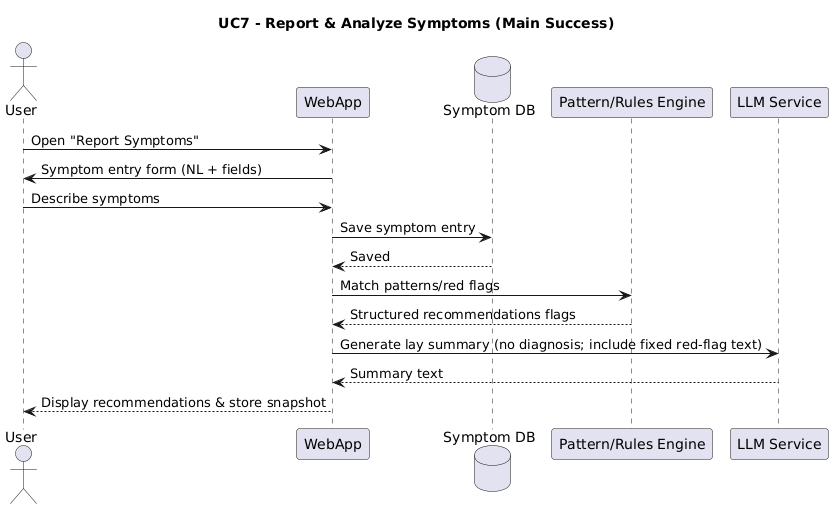 UC7 - Report & Analyze Symptoms (Main Success)
User
WebApp
Symptom DB
Pattern/Rules Engine
LLM Service
Open "Report Symptoms"
Symptom entry form (NL + fields)
Describe symptoms
Save symptom entry
Saved
Match patterns/red flags
Structured recommendations flags
Generate lay summary (no diagnosis; include fixed red-flag text)
Summary text
Display recommendations & store snapshot
User
WebApp
Symptom DB
Pattern/Rules Engine
LLM Service